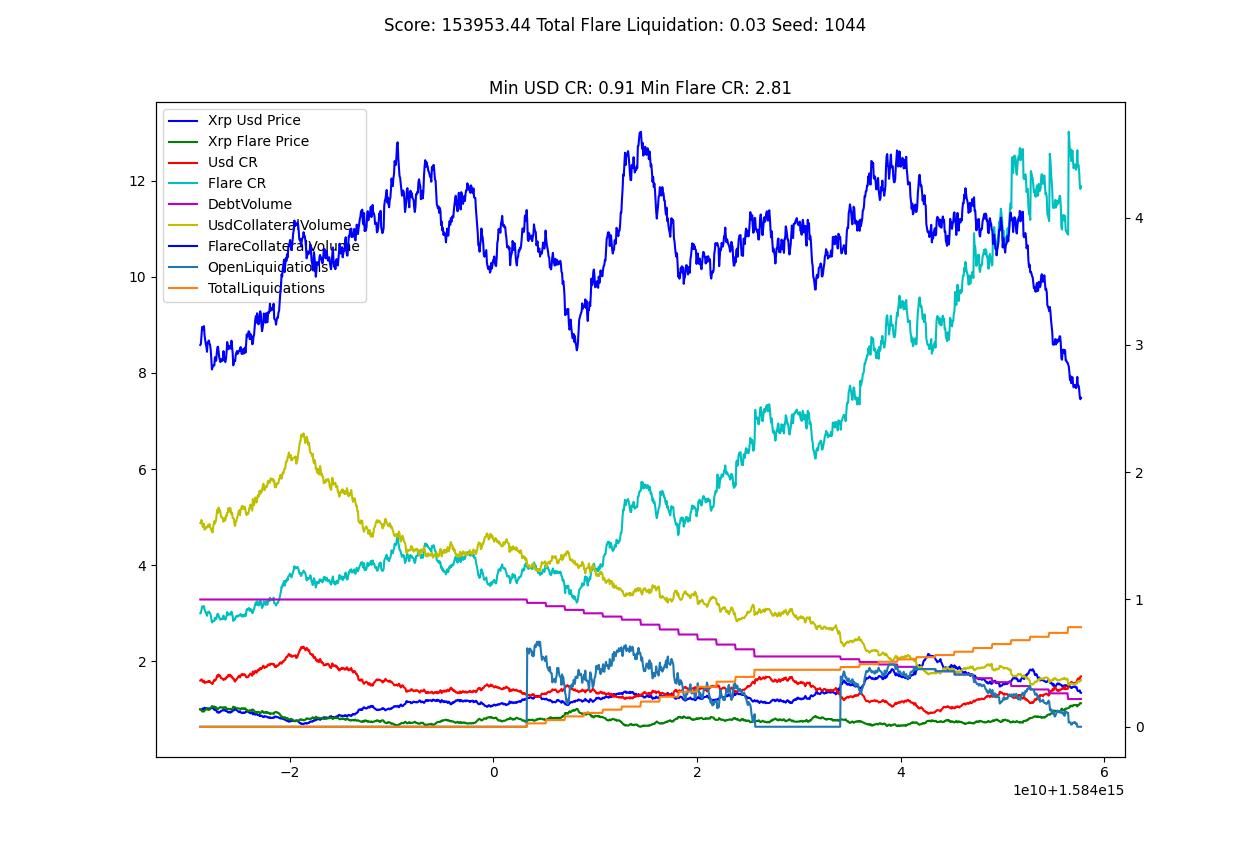 Score: 153953.44 Total Flare Liquidation: 0.03 Seed: 1044
Min USD CR: 0.91 Min Flare CR: 2.81
Xrp Usd Price
Xrp Flare Price
Usd CR
Flare CR
DebtVolume
UsdCollateralVolume
FlareCollateralVolume
OpenLiquidations
TotalLiquidations
12
10
8
6
4
2
4
3
2
1
0
−2
0
2
4
6
1e10+1.584e15